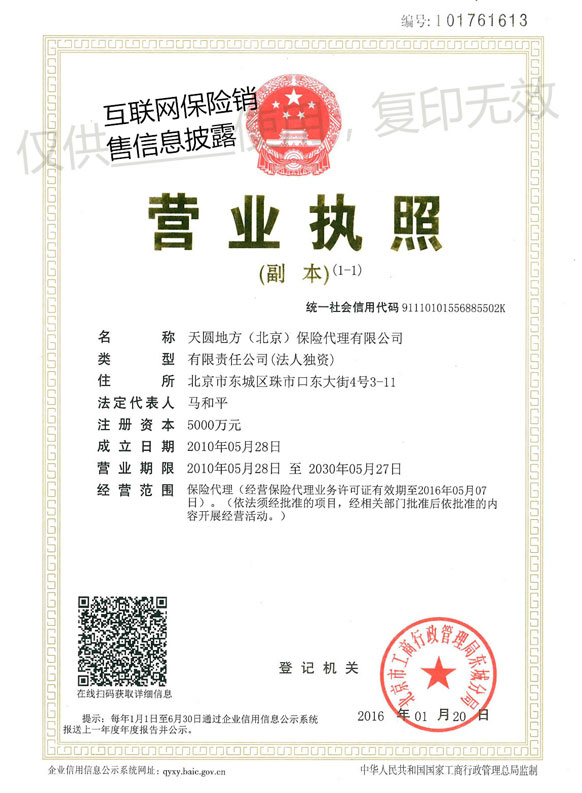 编号:1 01761613
仅供互联网保险销售信息披露使用，复印无效
营业执照
(副 本)(1-1)
统一社会信用代码 91110101556885502K
名 称 天圆地方（北京）保险代理有限公司
类 型 有限责任公司(法人独资)
住 所 北京市东城区珠市口东大街4号3-11
法定代表人 马和平
注册资本 5000万元
成立日期 2010年05月28日
营业期限 2010年05月28日 至 2030年05月27日
经营范围 保险代理（经营保险代理业务许可证有效期至2016年05月07
日）。（依法须经批准的项目，经相关部门批准后依批准的内
容开展经营活动。）
在线扫码获取详细信息
登记机关
北京市工商行政管理局东城分局
2016 年 01 月 20 日
提示：每年1月1日至6月30日通过企业信用信息公示系统
报送上一年度年度报告并公示。
企业信用信息公示系统网址：qyxy.baic.gov.cn
中华人民共和国国家工商行政管理总局监制